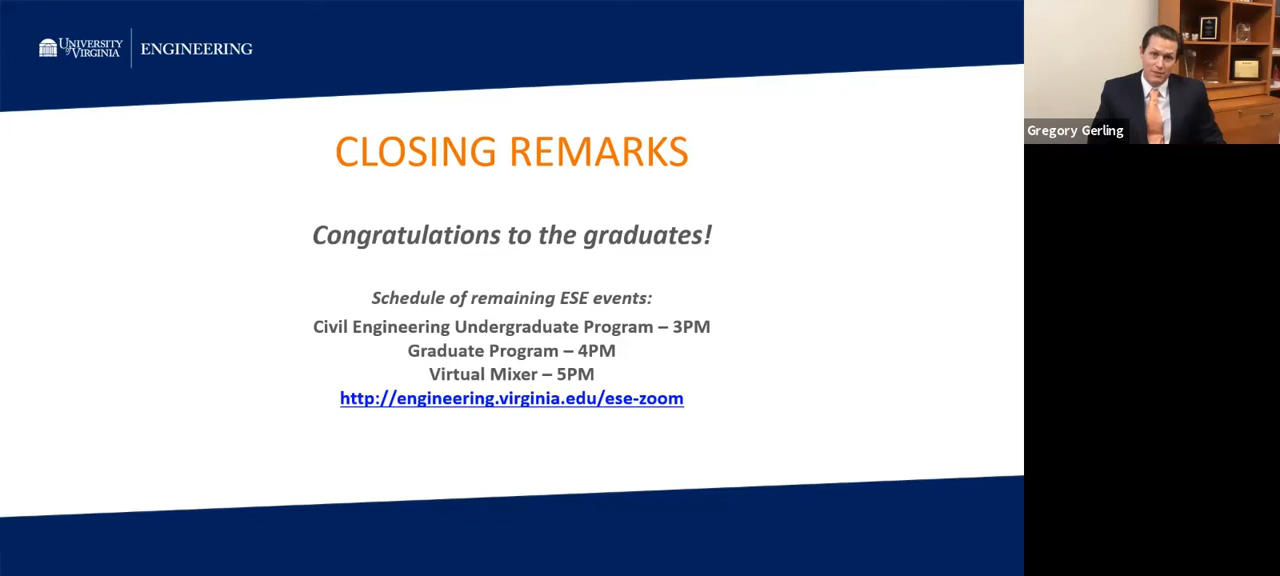 UNIVERSITY
of VIRGINIA
ENGINEERING
Gregory Gerling
CLOSING REMARKS
Congratulations to the graduates!
Schedule of remaining ESE events:
Civil Engineering Undergraduate Program – 3PM
Graduate Program – 4PM
Virtual Mixer – 5PM
http://engineering.virginia.edu/ese-zoom